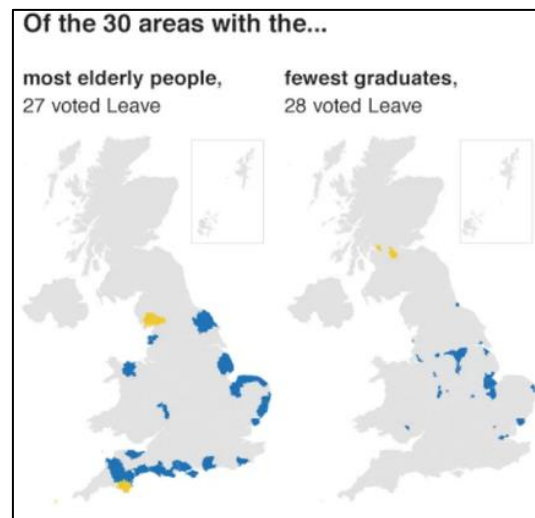 Of the 30 areas with the...
most elderly people,
27 voted Leave
fewest graduates,
28 voted Leave